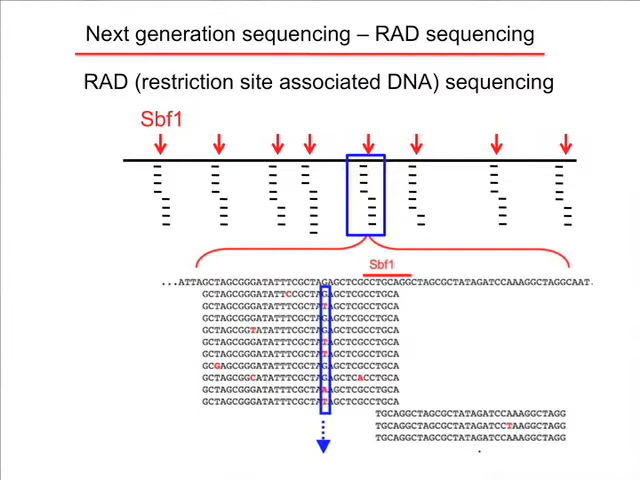 Next generation sequencing – RAD sequencing
RAD (restriction site associated DNA) sequencing
Sbf1
Sbf1
...ATTAGCTAGCGGGATATTTCGCTAGAGCTCGCCTGCAGGCTAGCGCTATAGATCCAAAGGCTAGGCAAT.
GCTAGCGGGATATTCCGCTAGAGCTCGCCTGCA
GCTAGCGGGATATTTCGCTATAGCTCGCCTGCA
GCTAGCGGGATATTTCGCTAGAGCTCGCCTGCA
GCTAGCGGTATATTTCGCTAGAGCTCGCCTGCA
GCTAGCGGGATATTTCGCTATAGCTCGCCTGCA
GCTAGCGGGATATTTCGCTATAGCTCGCCTGCA
GCGAGCGGGATATTTCGCTAGAGCTCGCCTGCA
GCTAGCGGCATATTTCGCTAGAGCTCACCTGCA
GCTAGCGGGATATTTCGCTAAAGCTCGCCTGCA
GCTAGCGGGATATTTCGCTATAGCTCGCCTGCA
TGCAGGCTAGCGCTATAGATCCAAAGGCTAGG
TGCAGGCTAGCGCTATAGATCCTAAGGCTAGG
TGCAGGCTAGCGCTATAGATCCAAAGGCTAGG